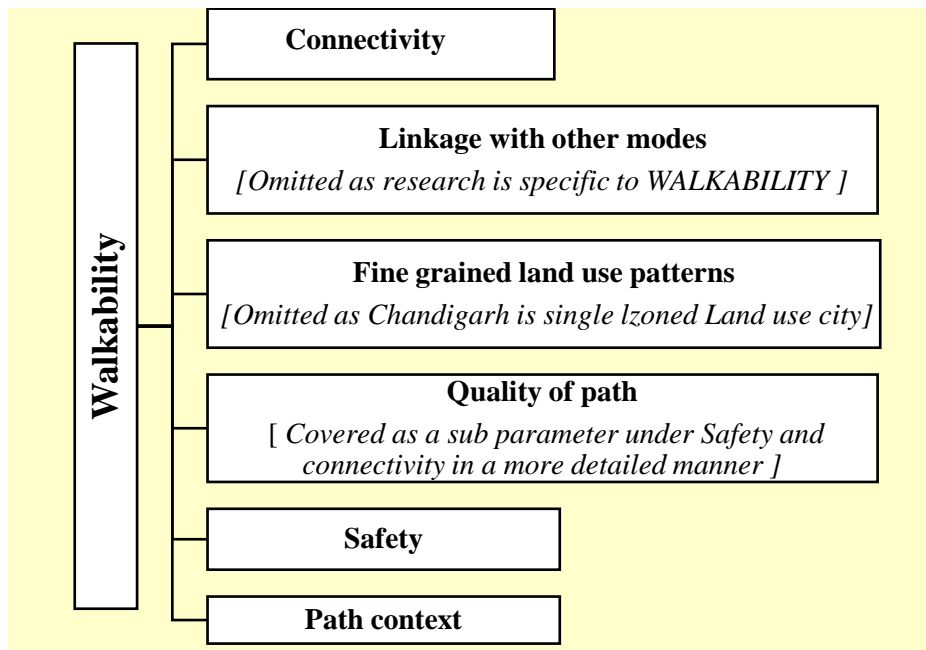 Walkability
Connectivity
Linkage with other modes
[Omitted as research is specific to WALKABILITY ]
Fine grained land use patterns
[Omitted as Chandigarh is single lzoned Land use city]
Quality of path
[ Covered as a sub parameter under Safety and
connectivity in a more detailed manner ]
Safety
Path context